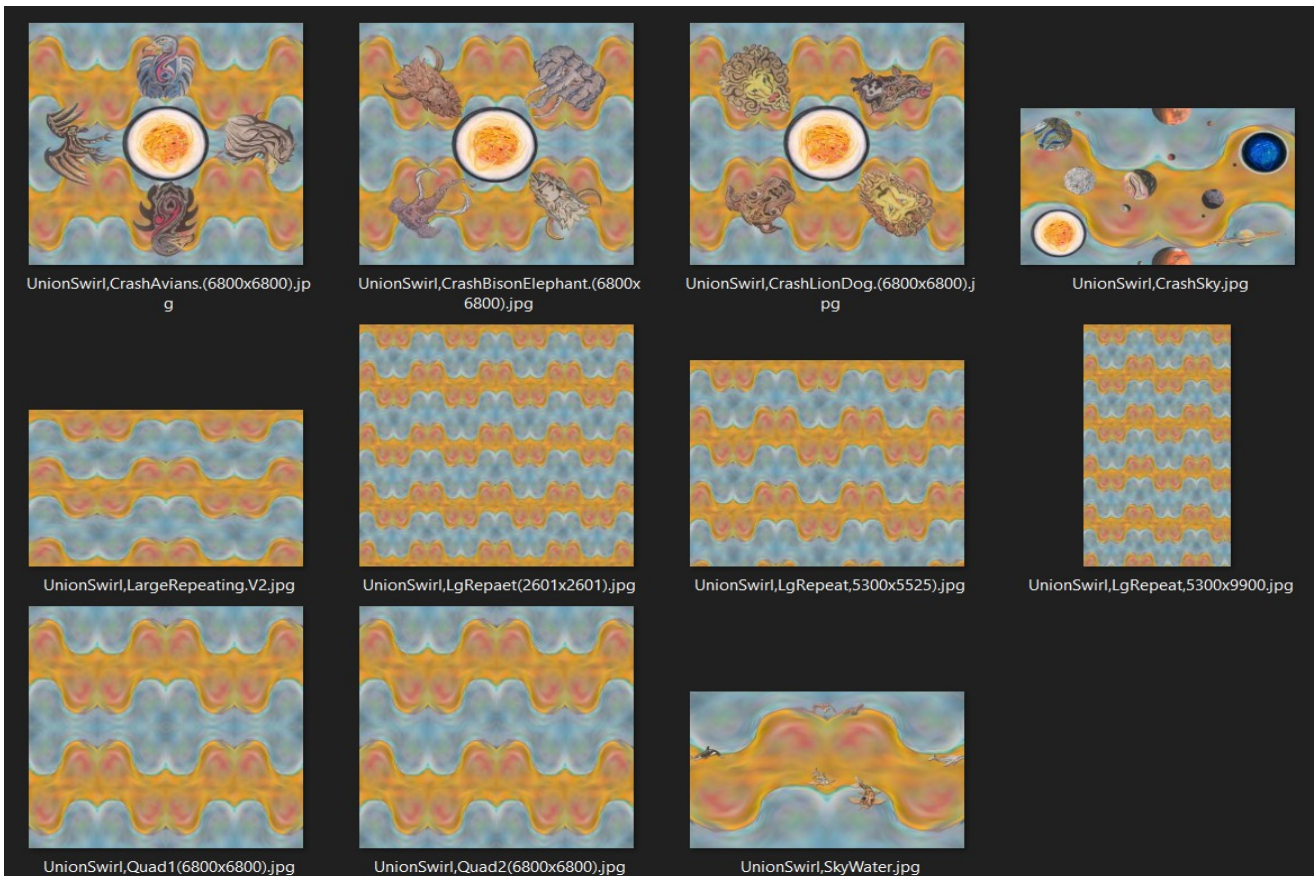 UnionSwirl,CrashAvians.(6800x6800).jp
g
UnionSwirl,CrashBisonElephant.(6800x
6800).jpg
UnionSwirl,CrashLionDog.(6800x6800).j
pg
UnionSwirl,CrashSky.jpg
UnionSwirl,LargeRepeating.V2.jpg
UnionSwirl,LgRepaet(2601x2601).jpg
UnionSwirl,LgRepeat,5300x5525).jpg
UnionSwirl,LgRepeat,5300x9900.jpg
UnionSwirl,Quad1(6800x6800).jpg
UnionSwirl,Quad2(6800x6800).jpg
UnionSwirl,SkyWater.jpg